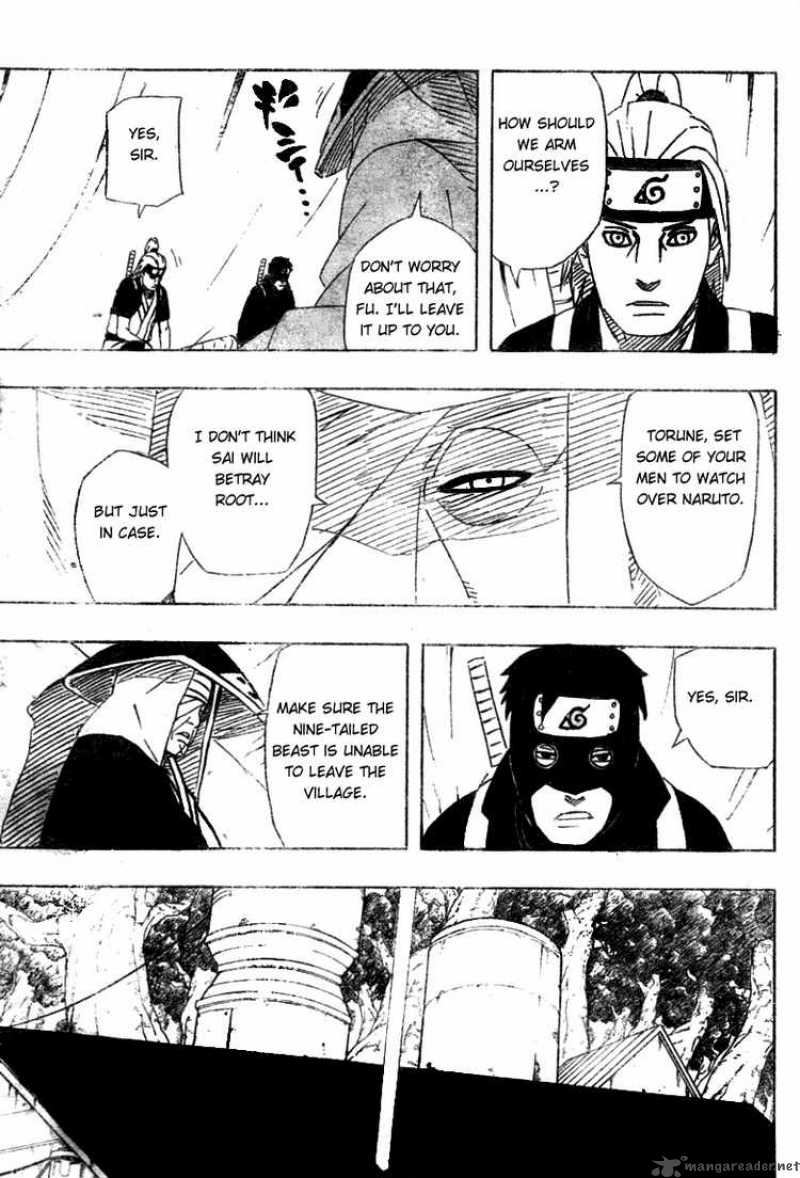 HOW SHOULD
WE ARM
OURSELVES
...?
DON'T WORRY
ABOUT THAT,
FU. I'LL LEAVE
IT UP TO YOU.
YES,
SIR.
TORUNE, SET
SOME OF YOUR
MEN TO WATCH
OVER NARUTO.
I DON'T THINK
SAI WILL
BETRAY
ROOT...
BUT JUST
IN CASE.
YES, SIR.
MAKE SURE THE
NINE-TAILED
BEAST IS UNABLE
TO LEAVE THE
VILLAGE.
mangareader.net